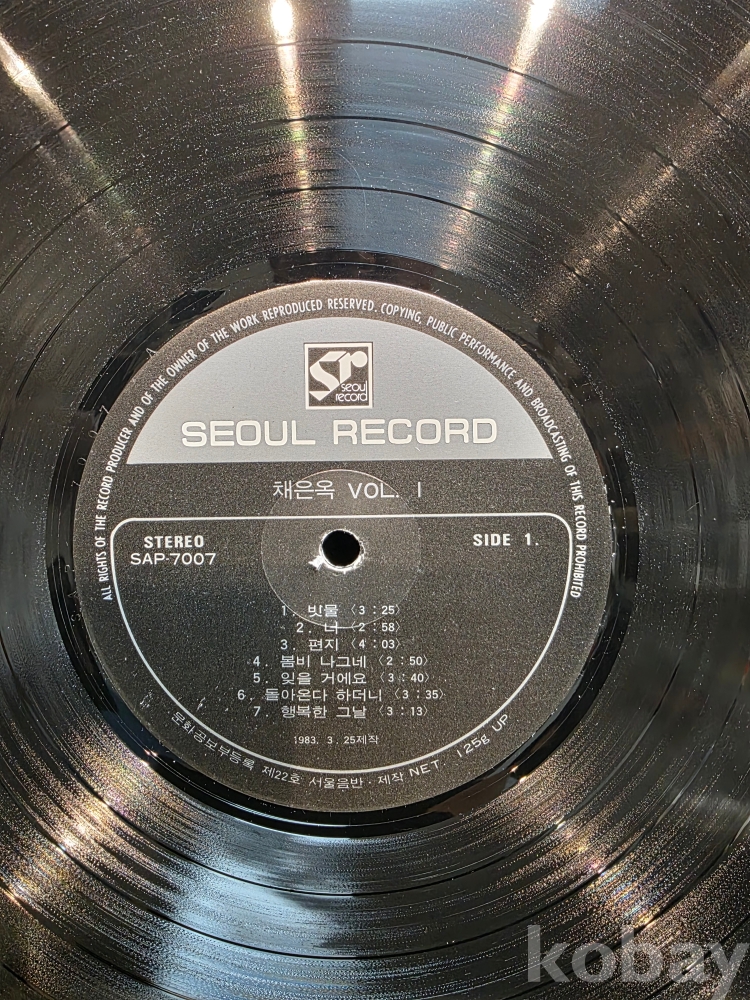 ALL RIGHTS OF THE RECORD PRODUCER AND OF THE OWNER OF THE WORK REPRODUCED RESERVED. COPYING, PUBLIC PERFORMANCE AND BROADCASTING OF THIS RECORD PROHIBITED
sr
seoul
record
SEOUL RECORD
채은옥 VOL. I
STEREO
SIDE 1.
SAP-7007
1. 빗물 〈3 : 25〉
2. 너 〈2 : 58〉
3. 편지 〈4 : 03〉
4. 봄비 나그네 〈2 : 50〉
5. 잊을 거에요 〈3 : 40〉
6. 돌아온다 하더니 〈3 : 35〉
7. 행복한 그날 〈3 : 13〉
1983. 3. 25제작
문화공보부등록 제22호 서울음반·제작 NET. 125g UP
kobay